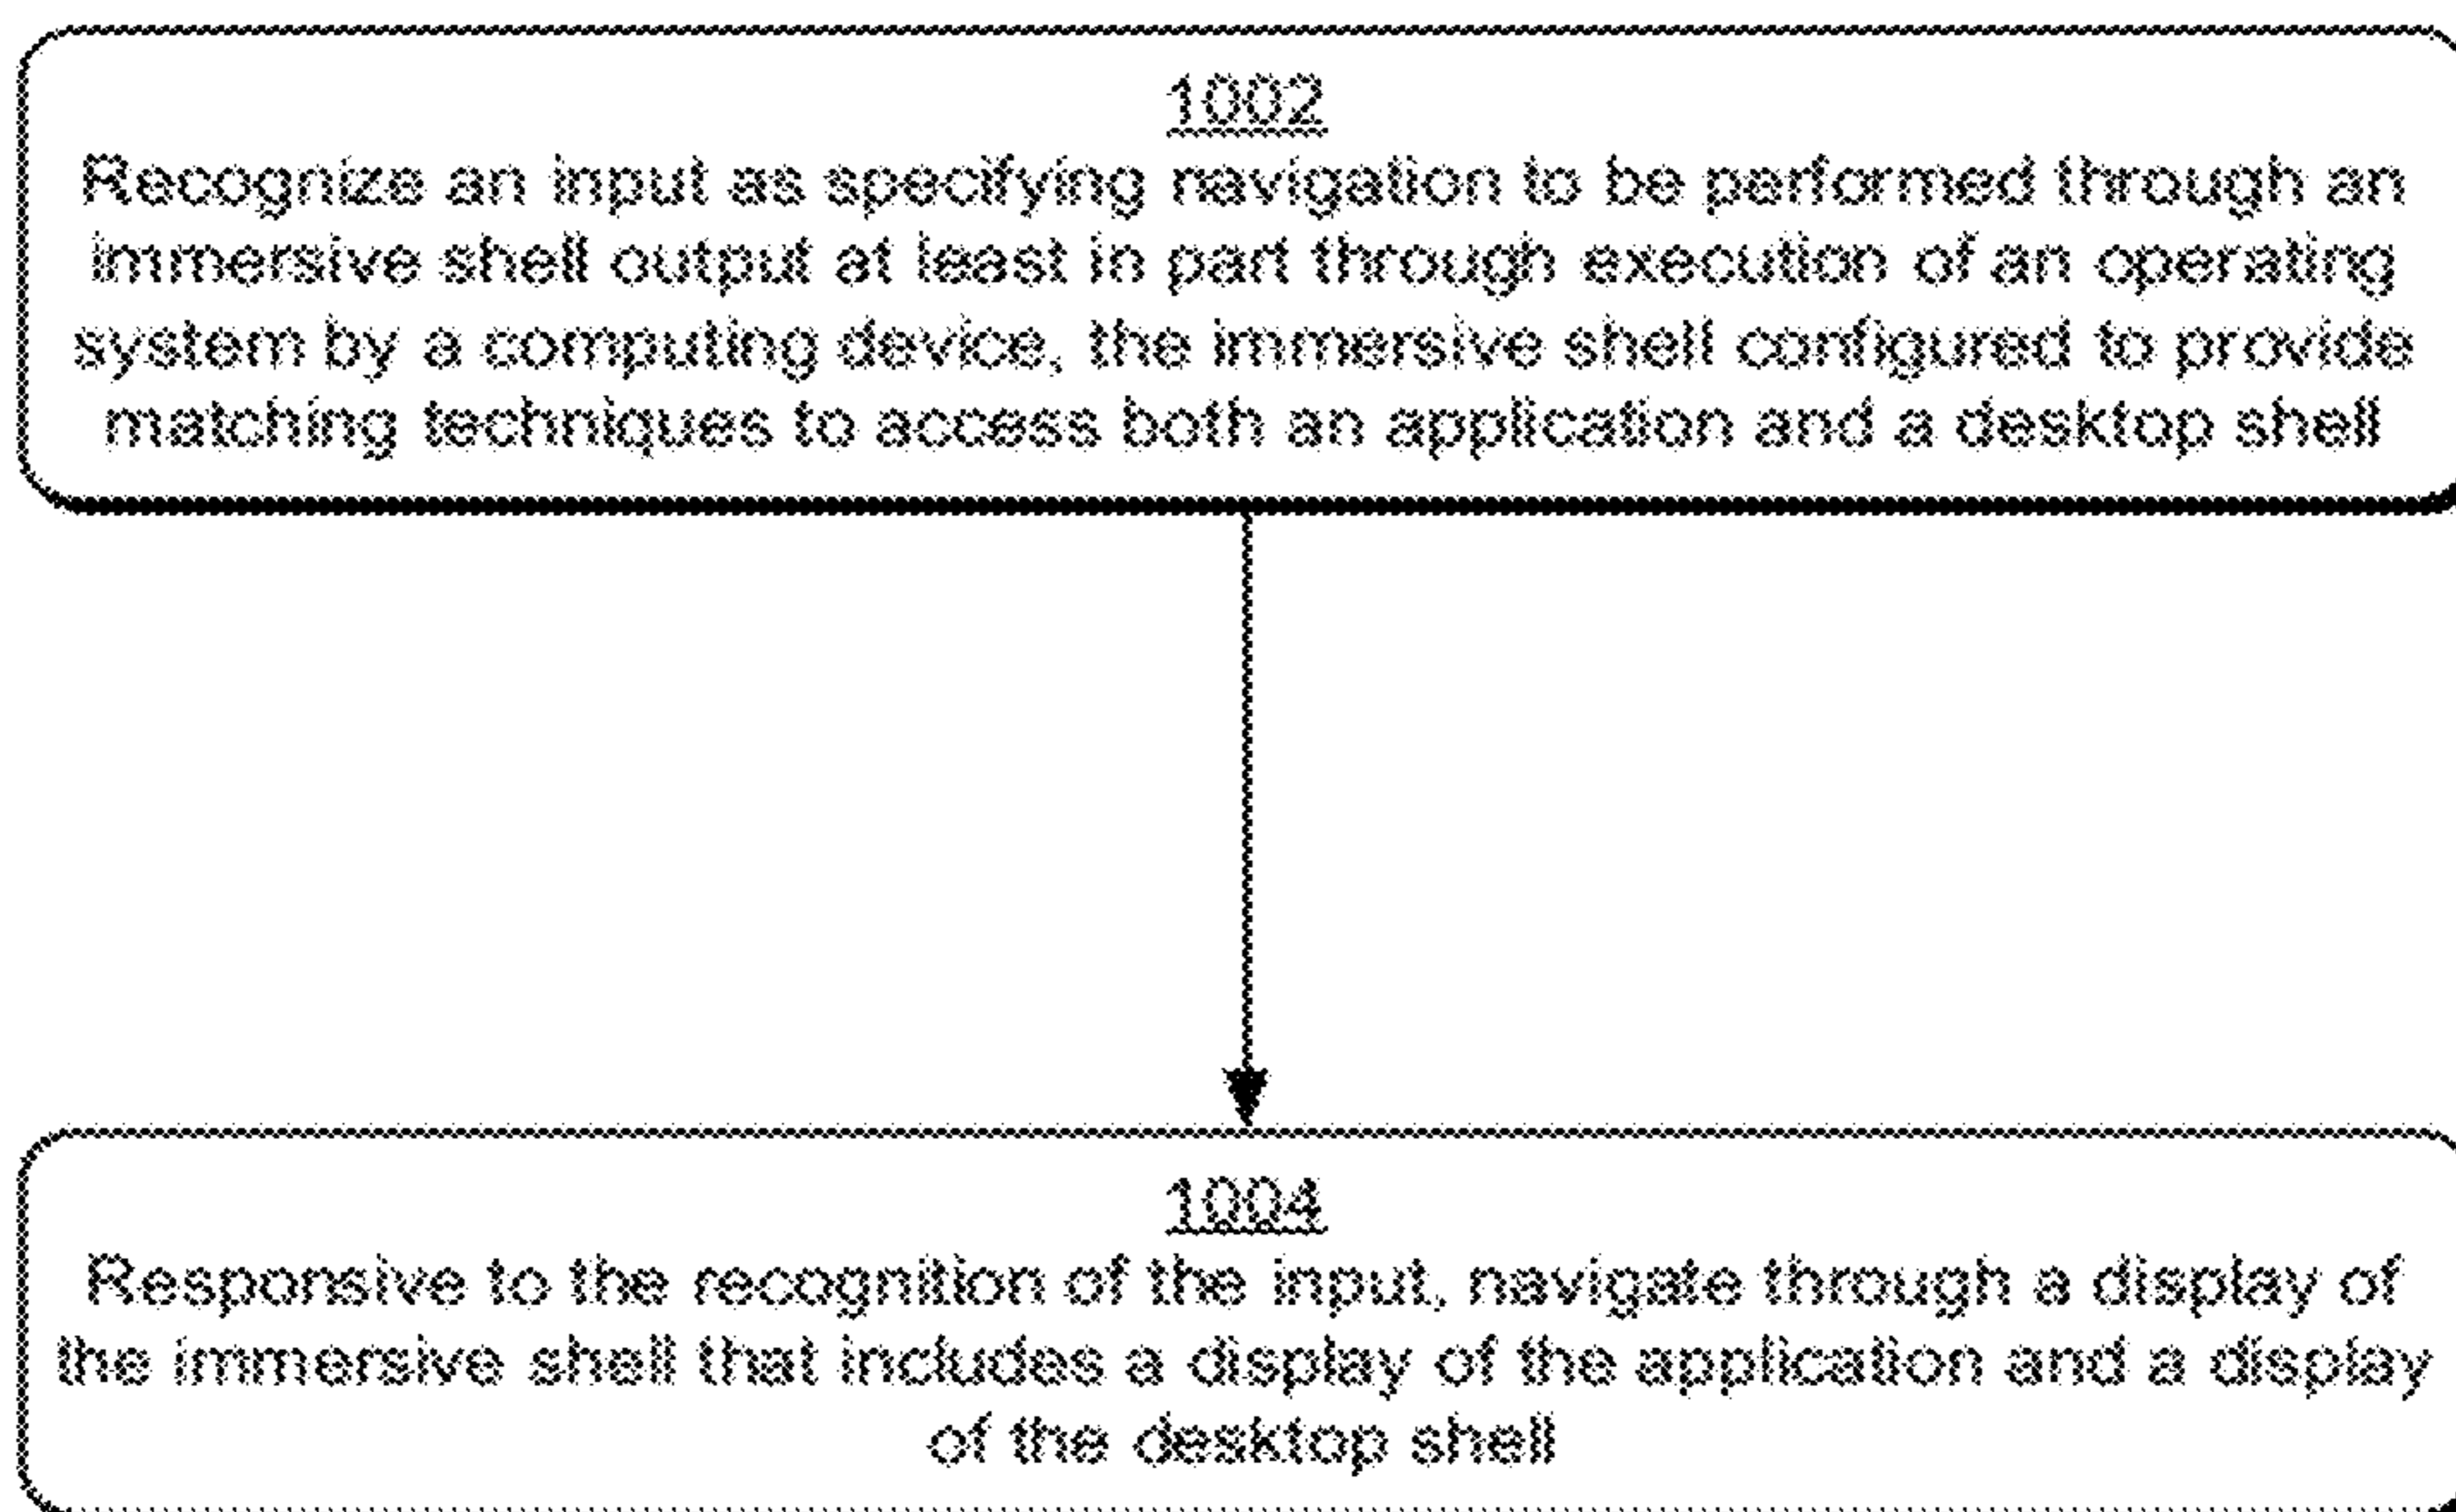 1002
Recognize an input as specifying navigation to be performed through an
immersive shell output at least in part through execution of an operating
system by a computing device, the immersive shell configured to provide
matching techniques to access both an application and a desktop shell
1004
Responsive to the recognition of the input, navigate through a display of
the immersive shell that includes a display of the application and a display
of the desktop shell